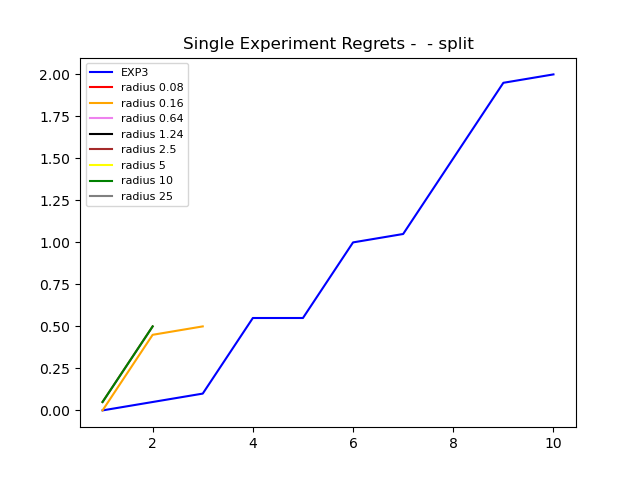 Single Experiment Regrets -  - split
2.00
1.75
1.50
1.25
1.00
0.75
0.50
0.25
0.00
EXP3
radius 0.08
radius 0.16
radius 0.64
radius 1.24
radius 2.5
radius 5
radius 10
radius 25
2
4
6
8
10